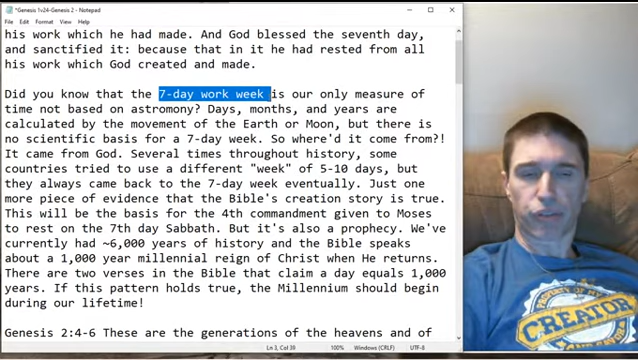 *Genesis 1v24-Genesis 2 - Notepad
File Edit Format View Help
his work which he had made. And God blessed the seventh day,
and sanctified it: because that in it he had rested from all
his work which God created and made.
Did you know that the 7-day work week is our only measure of
time not based on astromony? Days, months, and years are
calculated by the movement of the Earth or Moon, but there is
no scientific basis for a 7-day week. So where'd it come from?!
It came from God. Several times throughout history, some
countries tried to use a different "week" of 5-10 days, but
they always came back to the 7-day week eventually. Just one
more piece of evidence that the Bible's creation story is true.
This will be the basis for the 4th commandment given to Moses
to rest on the 7th day Sabbath. But it's also a prophecy. We've
currently had ~6,000 years of history and the Bible speaks
about a 1,000 year millennial reign of Christ when He returns.
There are two verses in the Bible that claim a day equals 1,000
years. If this pattern holds true, the Millennium should begin
during our lifetime!
Genesis 2:4-6 These are the generations of the heavens and of
Ln 3, Col 39 100% Windows (CRLF) UTF-8
CREATION